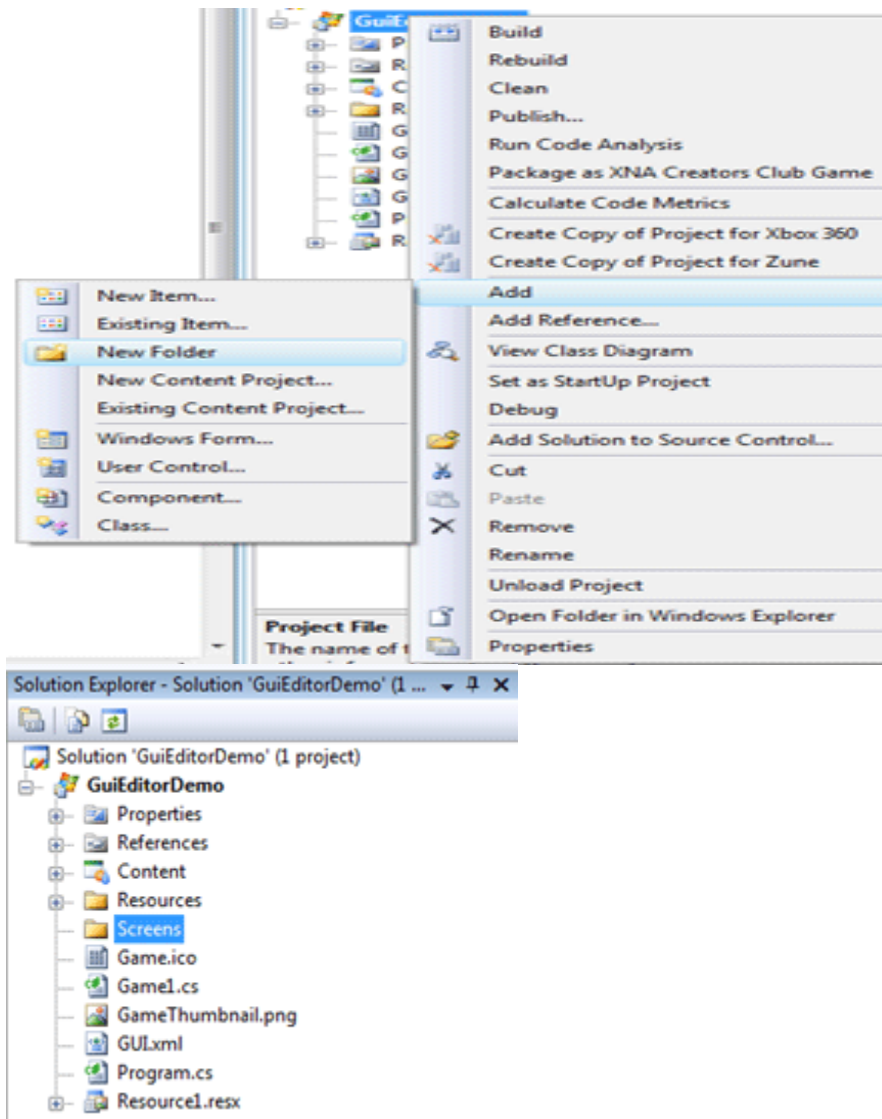 GuiE
P
R
C
R
G
G
G
G
P
R
Build
Rebuild
Clean
Publish...
Run Code Analysis
Package as XNA Creators Club Game
Calculate Code Metrics
Create Copy of Project for Xbox 360
Create Copy of Project for Zune
Add
Add Reference...
View Class Diagram
Set as StartUp Project
Debug
Add Solution to Source Control...
Cut
Paste
Remove
Rename
Unload Project
Open Folder in Windows Explorer
Properties
New Item...
Existing Item...
New Folder
New Content Project...
Existing Content Project...
Windows Form...
User Control...
Component...
Class...
Project File
The name of t
Solution Explorer - Solution 'GuiEditorDemo' (1 ...
Solution 'GuiEditorDemo' (1 project)
GuiEditorDemo
Properties
References
Content
Resources
Screens
Game.ico
Game1.cs
GameThumbnail.png
GUI.xml
Program.cs
Resource1.resx